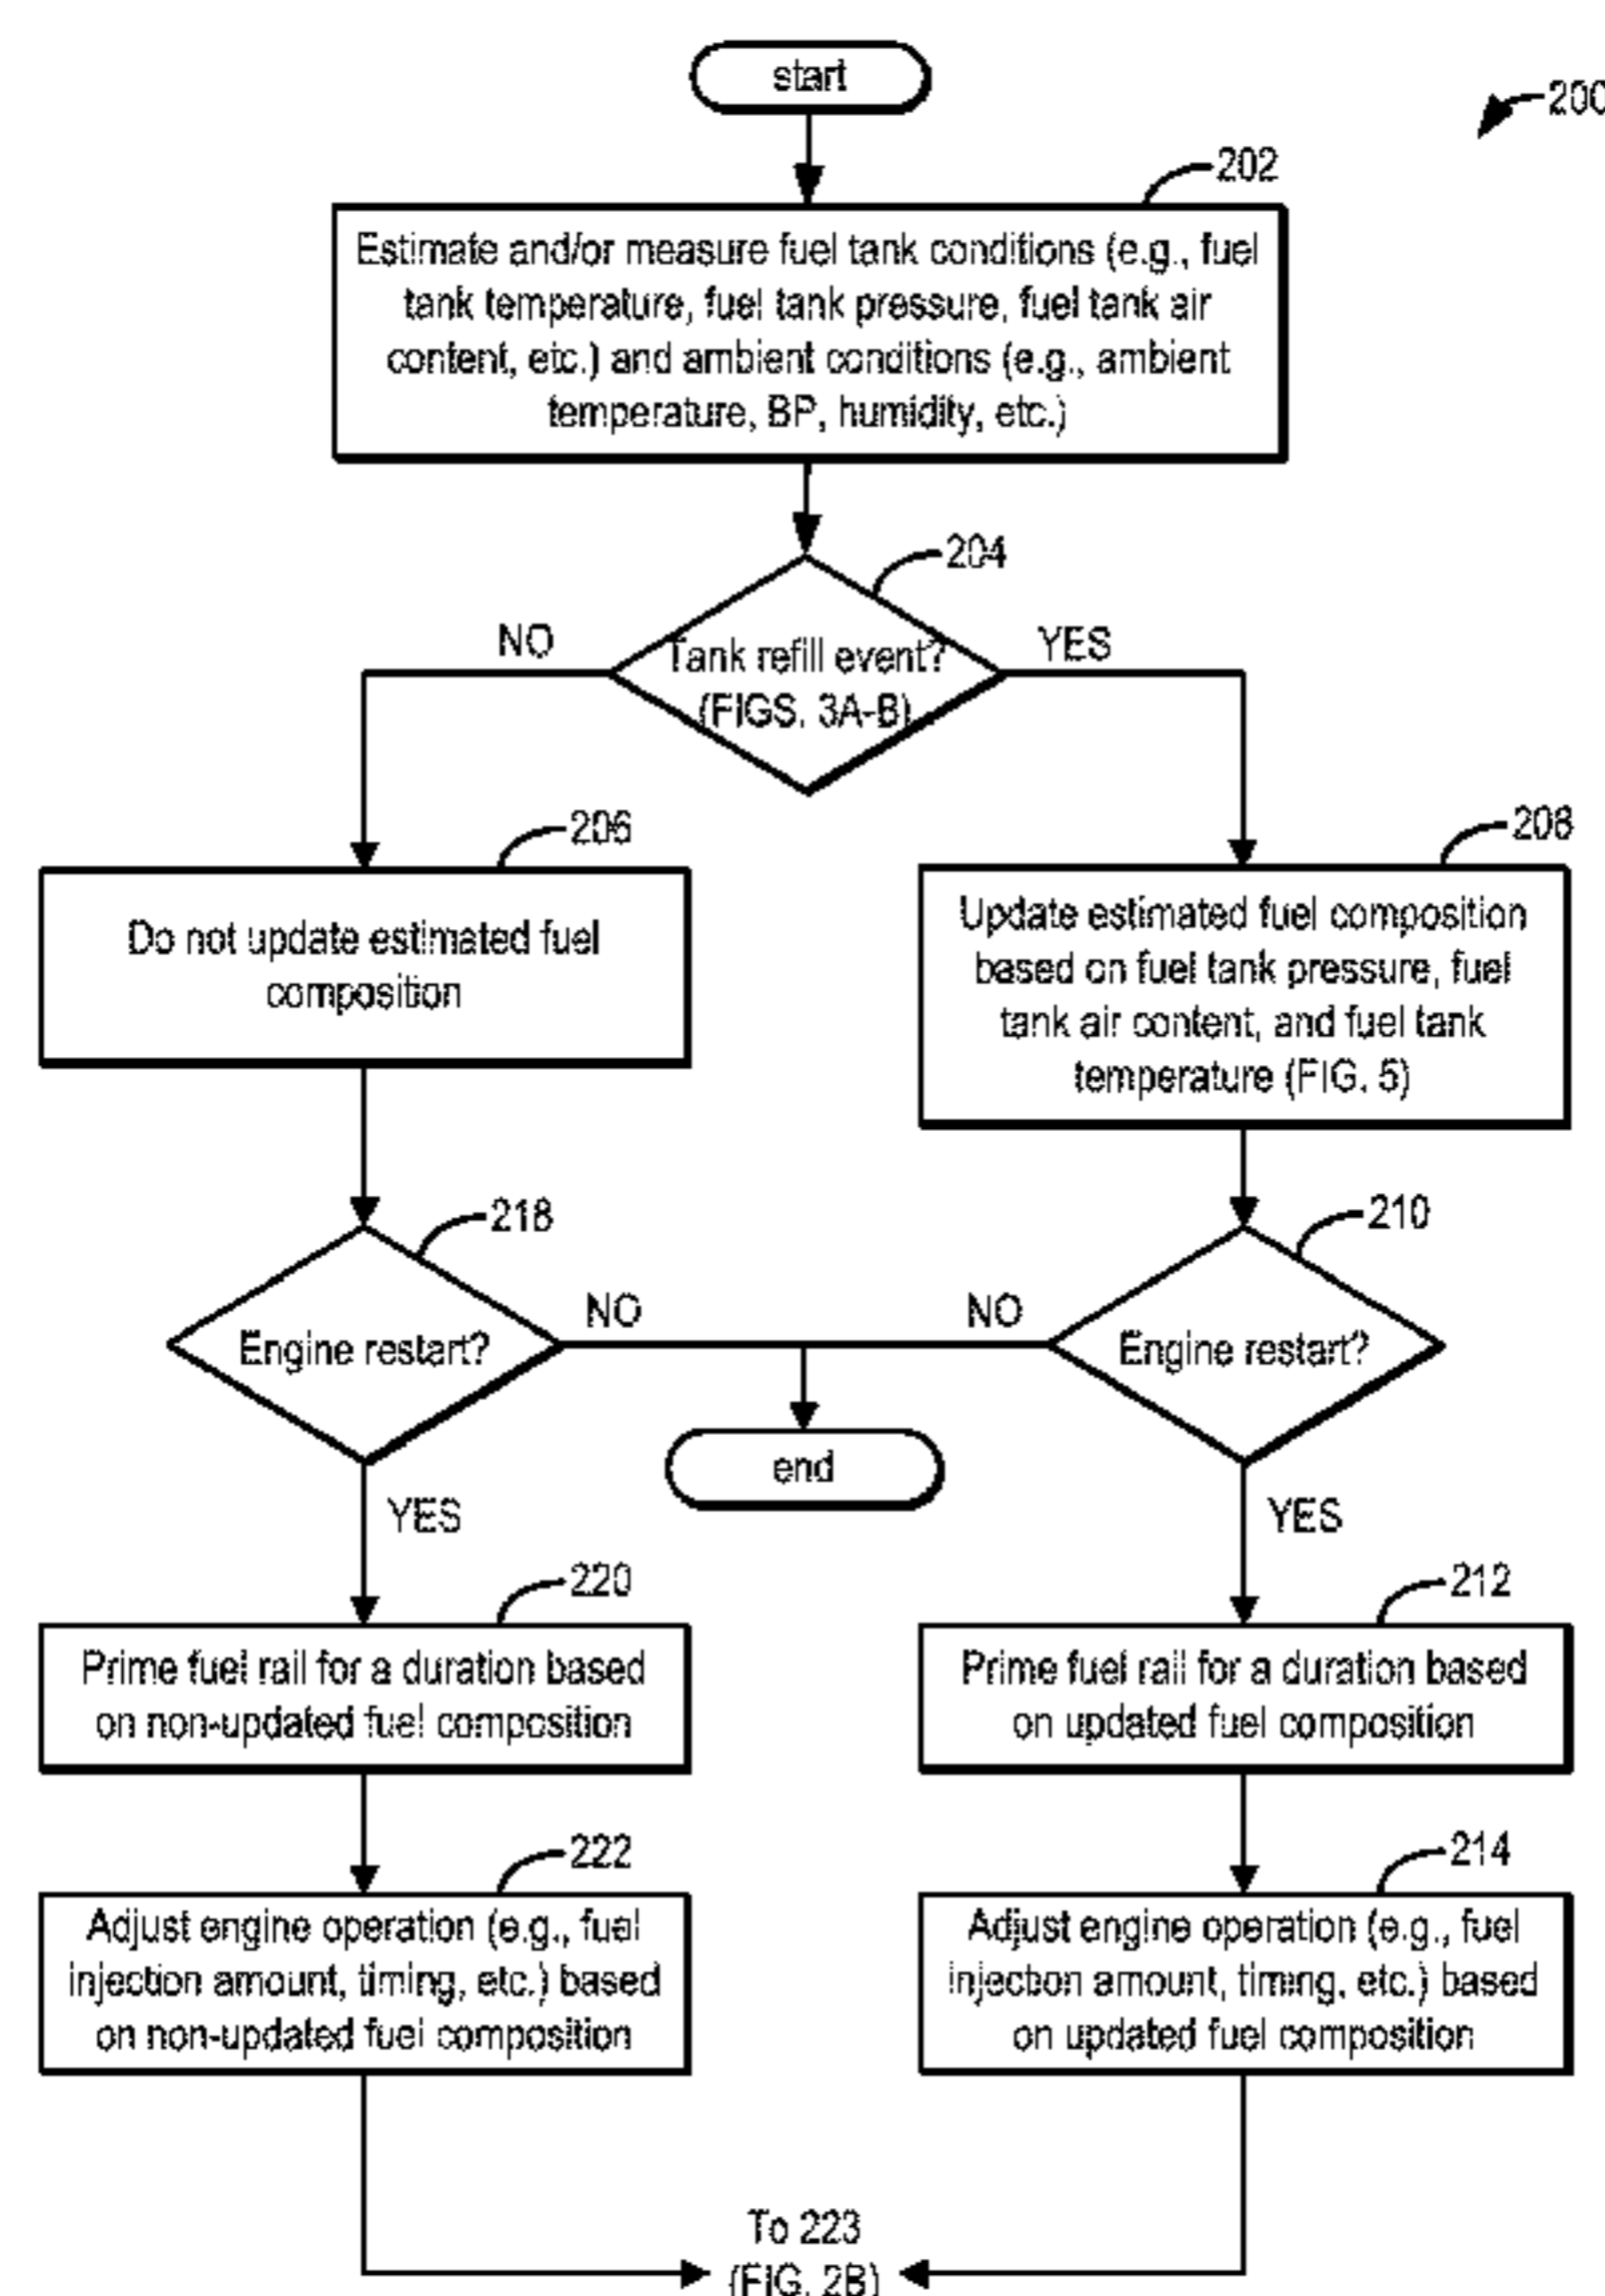 start
200
202
Estimate and/or measure fuel tank conditions (e.g., fuel
tank temperature, fuel tank pressure, fuel tank air
content, etc.) and ambient conditions (e.g., ambient
temperature, BP, humidity, etc.)
204
NO
YES
Tank refill event?
(FIGS. 3A-B)
206
208
Do not update estimated fuel
composition
Update estimated fuel composition
based on fuel tank pressure, fuel
tank air content, and fuel tank
temperature (FIG. 5)
218
210
NO
NO
Engine restart?
Engine restart?
end
YES
YES
220
212
Prime fuel rail for a duration based
on non-updated fuel composition
Prime fuel rail for a duration based
on updated fuel composition
222
214
Adjust engine operation (e.g., fuel
injection amount, timing, etc.) based
on non-updated fuel composition
Adjust engine operation (e.g., fuel
injection amount, timing, etc.) based
on updated fuel composition
To 223
(FIG. 2B)